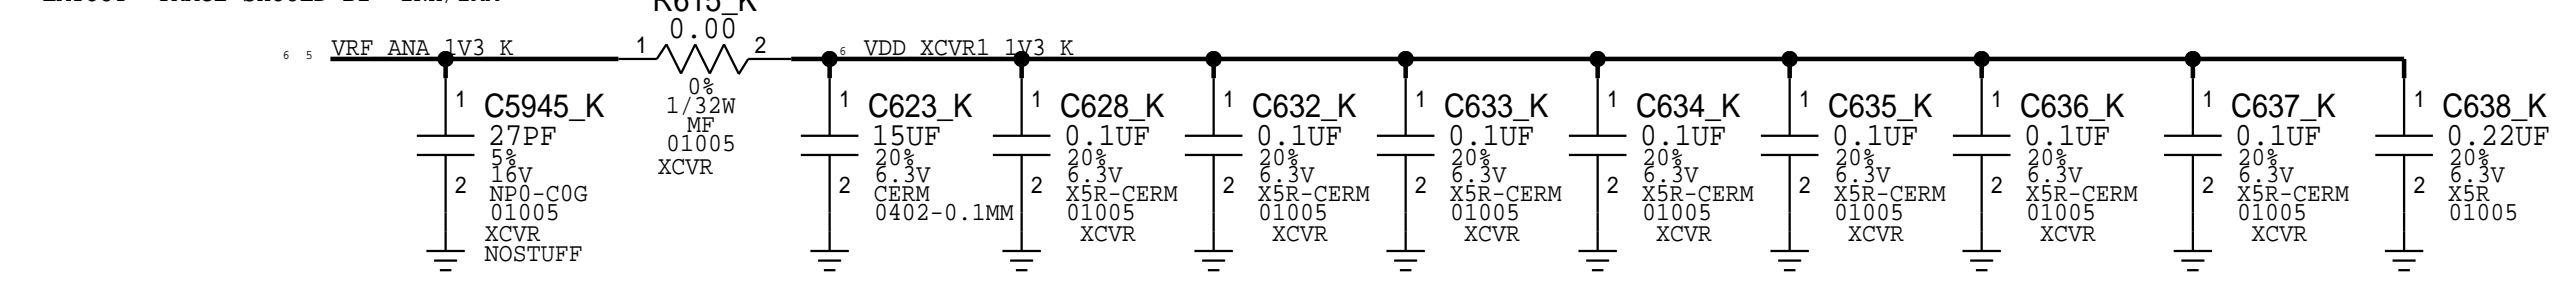 R615_K
0.00
6 5 VRF_ANA_1V3_K 1 2 6 VDD_XCVR1_1V3_K
0%
1/32W
MF
01005
XCVR
1 C5945_K
27PF
5%
16V
2 NP0-C0G
01005
XCVR
NOSTUFF
1 C623_K
15UF
20%
6.3V
2 CERM
0402-0.1MM
1 C628_K
0.1UF
20%
6.3V
2 X5R-CERM
01005
XCVR
1 C632_K
0.1UF
20%
6.3V
2 X5R-CERM
01005
XCVR
1 C633_K
0.1UF
20%
6.3V
2 X5R-CERM
01005
XCVR
1 C634_K
0.1UF
20%
6.3V
2 X5R-CERM
01005
XCVR
1 C635_K
0.1UF
20%
6.3V
2 X5R-CERM
01005
XCVR
1 C636_K
0.1UF
20%
6.3V
2 X5R-CERM
01005
XCVR
1 C637_K
0.1UF
20%
6.3V
2 X5R-CERM
01005
XCVR
1 C638_K
0.22UF
20%
6.3V
2 X5R
01005